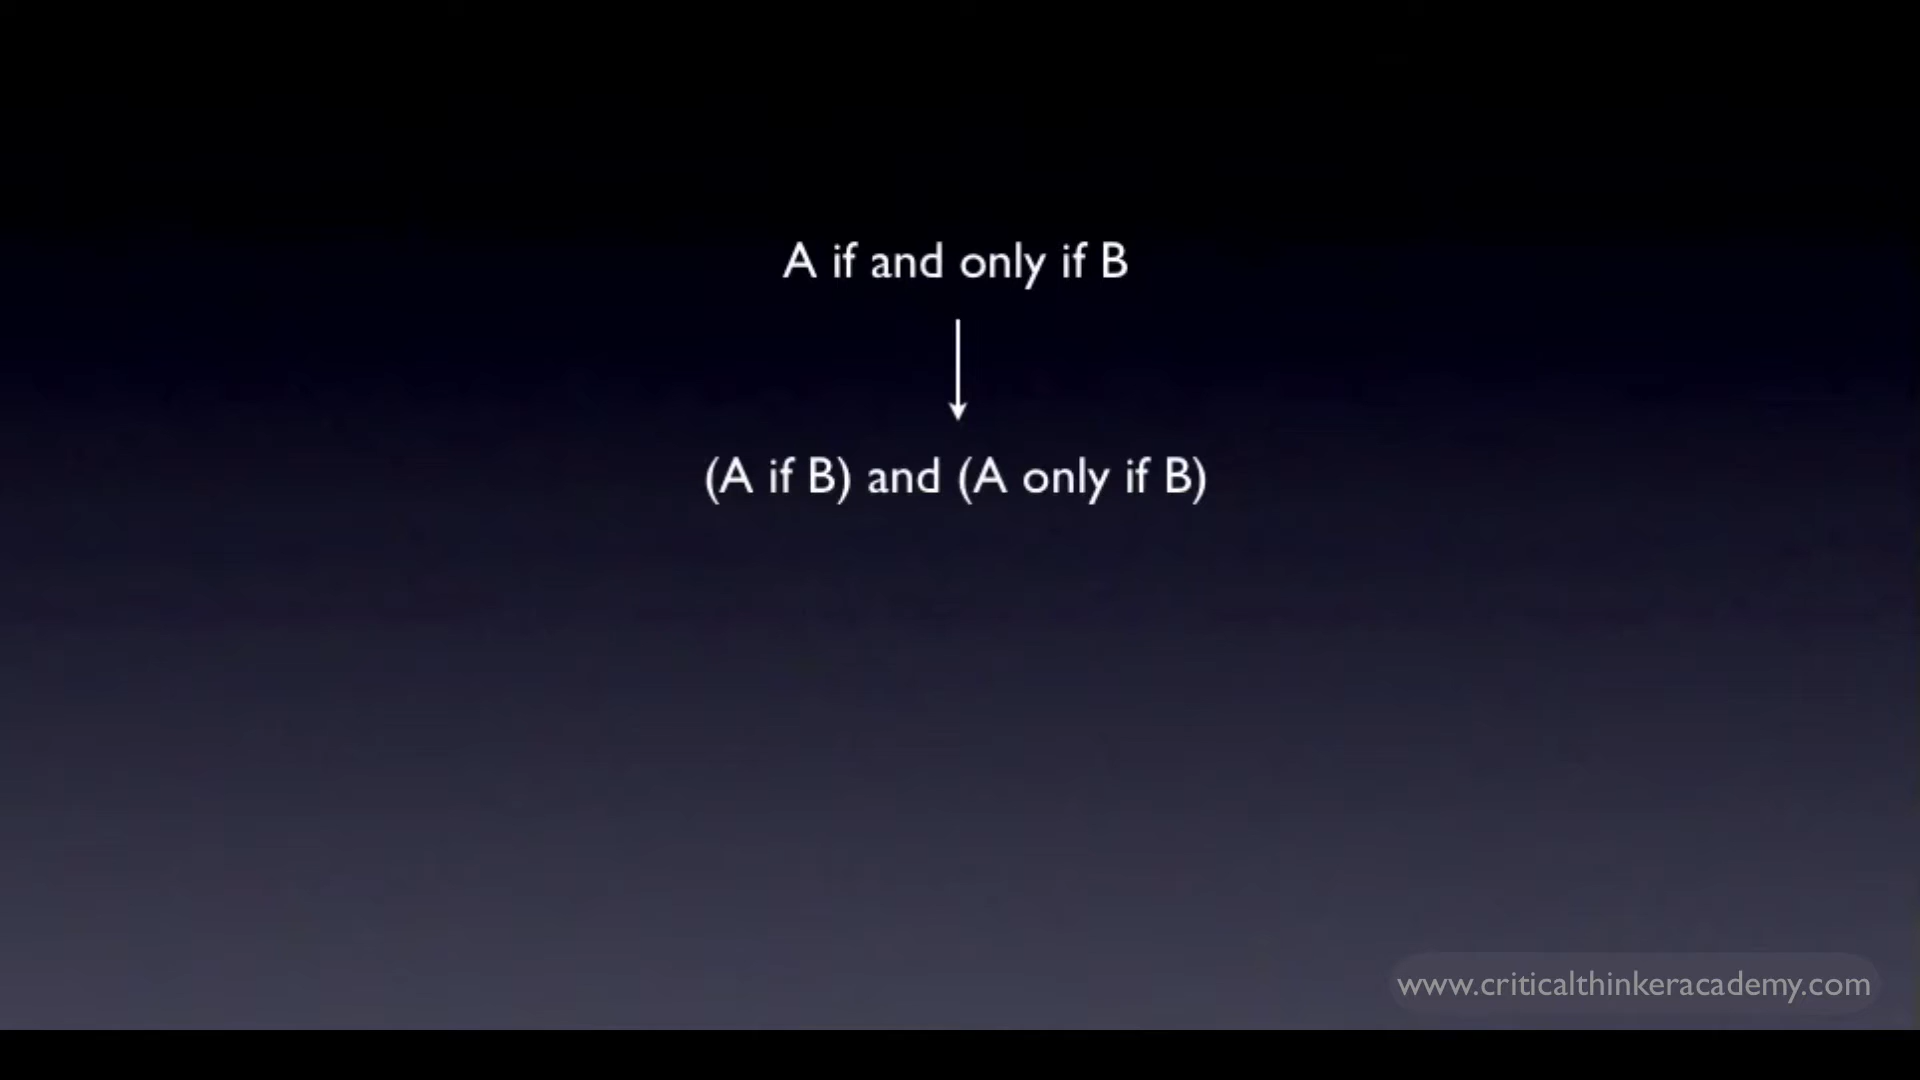 A if and only if B
(A if B) and (A only if B)
www.criticalthinkeracademy.com